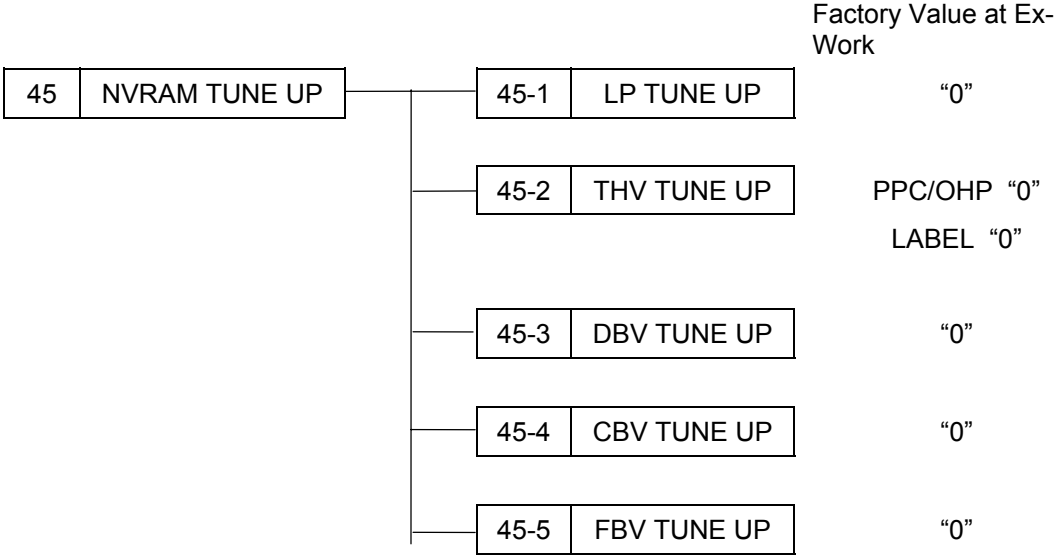 Factory Value at Ex-
Work
45 NVRAM TUNE UP 45-1 LP TUNE UP “0”
45-2 THV TUNE UP PPC/OHP “0”
LABEL “0”
45-3 DBV TUNE UP “0”
45-4 CBV TUNE UP “0”
45-5 FBV TUNE UP “0”